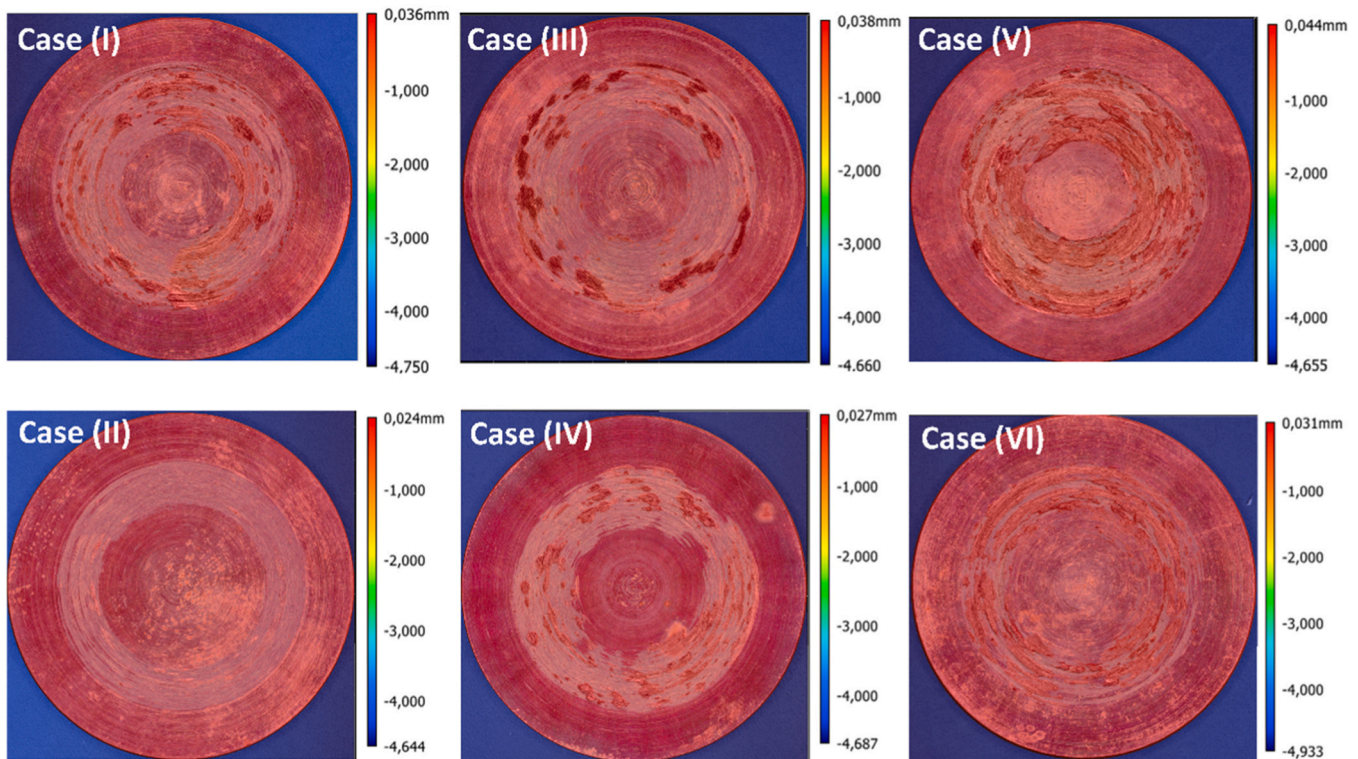 Case (I)
0,036mm
-1,000
-2,000
-3,000
-4,000
-4.750
Case (III)
0,038mm
-1,000
-2,000
-3,000
-4,000
-4.660
Case (V)
0,044mm
-1,000
-2,000
-3,000
-4,000
-4,655
Case (II)
0,024mm
-1,000
-2,000
-3,000
-4,644
Case (IV)
0,027mm
-1,000
-2,000
-3,000
-4,000
-4,687
Case (VI)
0,031mm
-1,000
-2,000
-3,000
-4,000
-4,933